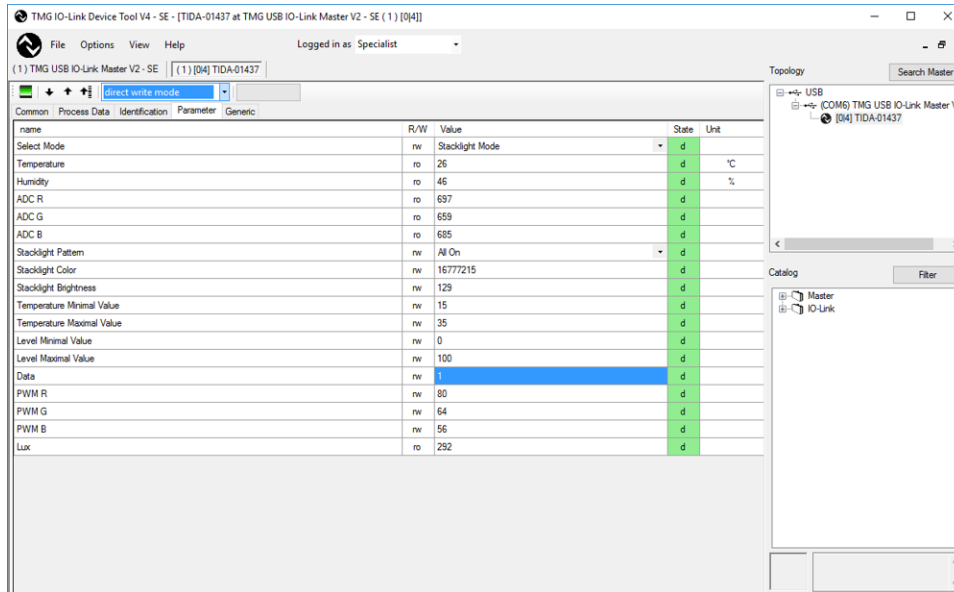 TMG IO-Link Device Tool V4 - SE - [TIDA-01437 at TMG USB IO-Link Master V2 - SE ( 1 ) [0|4]]
File Options View Help Logged in as Specialist
( 1 ) TMG USB IO-Link Master V2 - SE ( 1 ) [0|4] TIDA-01437
direct write mode
Common Process Data Identification Parameter Generic
name R/W Value State Unit
Select Mode rw Stacklight Mode d
Temperature ro 26 d °C
Humidity ro 46 d %
ADC R ro 697 d
ADC G ro 659 d
ADC B ro 685 d
Stacklight Pattern rw All On d
Stacklight Color rw 16777215 d
Stacklight Brightness rw 129 d
Temperature Minimal Value rw 15 d
Temperature Maximal Value rw 35 d
Level Minimal Value rw 0 d
Level Maximal Value rw 100 d
Data rw 1 d
PWM R rw 80 d
PWM G rw 64 d
PWM B rw 56 d
Lux ro 292 d
Topology Search Master
USB
(COM6) TMG USB IO-Link Master V
[0|4] TIDA-01437
Catalog Filter
Master
IO-Link